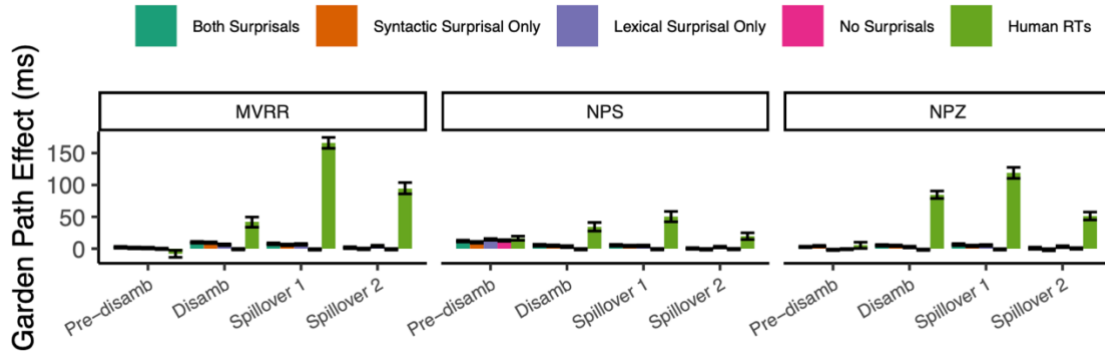 Both Surprisals Syntactic Surprisal Only Lexical Surprisal Only No Surprisals Human RTs
Garden Path Effect (ms)
MVRR NPS NPZ
150
100
50
0
Pre-disamb Disamb Spillover 1 Spillover 2 Pre-disamb Disamb Spillover 1 Spillover 2 Pre-disamb Disamb Spillover 1 Spillover 2